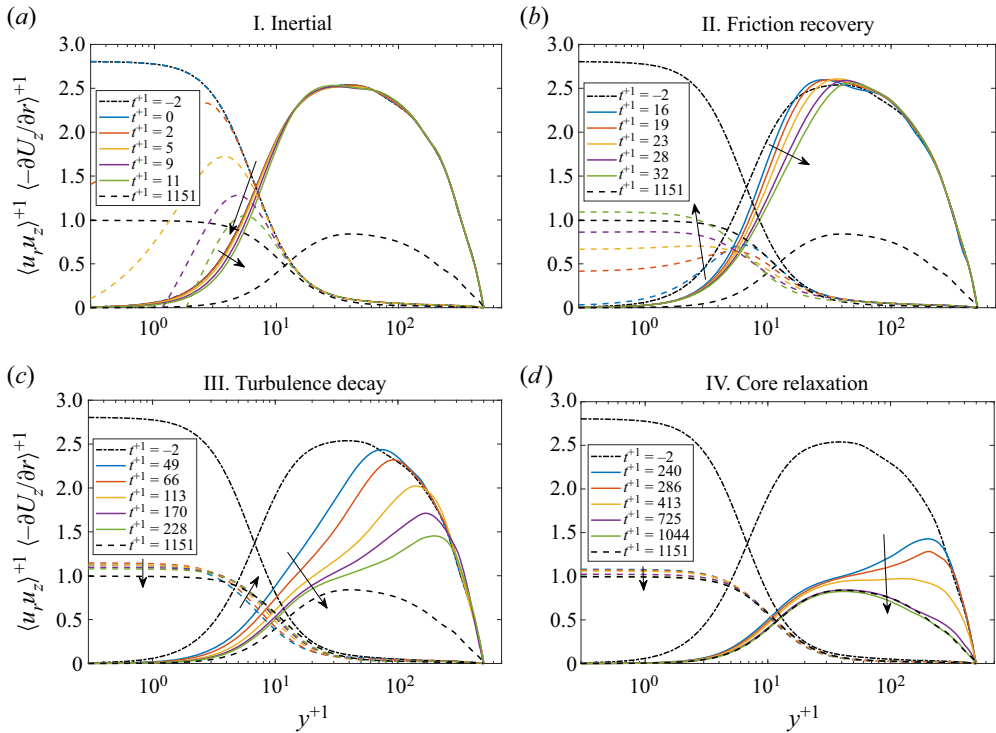 (a) I. Inertial
3.0
2.5
2.0
1.5
1.0
0.5
0
⟨u_r u_z⟩^{+1} ⟨−∂U_z/∂r⟩^{+1}
t^{+1} = –2
t^{+1} = 0
t^{+1} = 2
t^{+1} = 5
t^{+1} = 9
t^{+1} = 11
t^{+1} = 1151
10^0 10^1 10^2
(b) II. Friction recovery
3.0
2.5
2.0
1.5
1.0
0.5
0
t^{+1} = –2
t^{+1} = 16
t^{+1} = 19
t^{+1} = 23
t^{+1} = 28
t^{+1} = 32
t^{+1} = 1151
10^0 10^1 10^2
(c) III. Turbulence decay
3.0
2.5
2.0
1.5
1.0
0.5
0
⟨u_r u_z⟩^{+1} ⟨−∂U_z/∂r⟩^{+1}
t^{+1} = –2
t^{+1} = 49
t^{+1} = 66
t^{+1} = 113
t^{+1} = 170
t^{+1} = 228
t^{+1} = 1151
10^0 10^1 10^2
y^{+1}
(d) IV. Core relaxation
3.0
2.5
2.0
1.5
1.0
0.5
0
t^{+1} = –2
t^{+1} = 240
t^{+1} = 286
t^{+1} = 413
t^{+1} = 725
t^{+1} = 1044
t^{+1} = 1151
10^0 10^1 10^2
y^{+1}